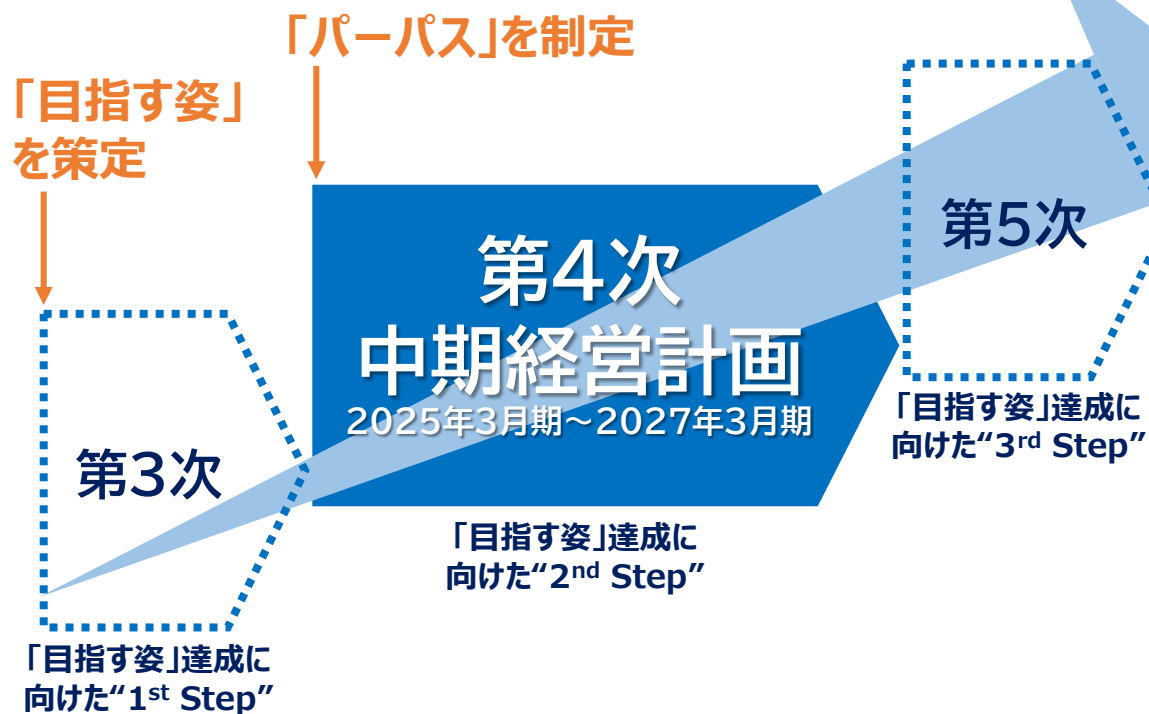 「パーパス」を制定
「目指す姿」
を策定
第3次
「目指す姿」達成に
向けた“1st Step”
第4次
中期経営計画
2025年3月期～2027年3月期
「目指す姿」達成に
向けた“2nd Step”
第5次
「目指す姿」達成に
向けた“3rd Step”